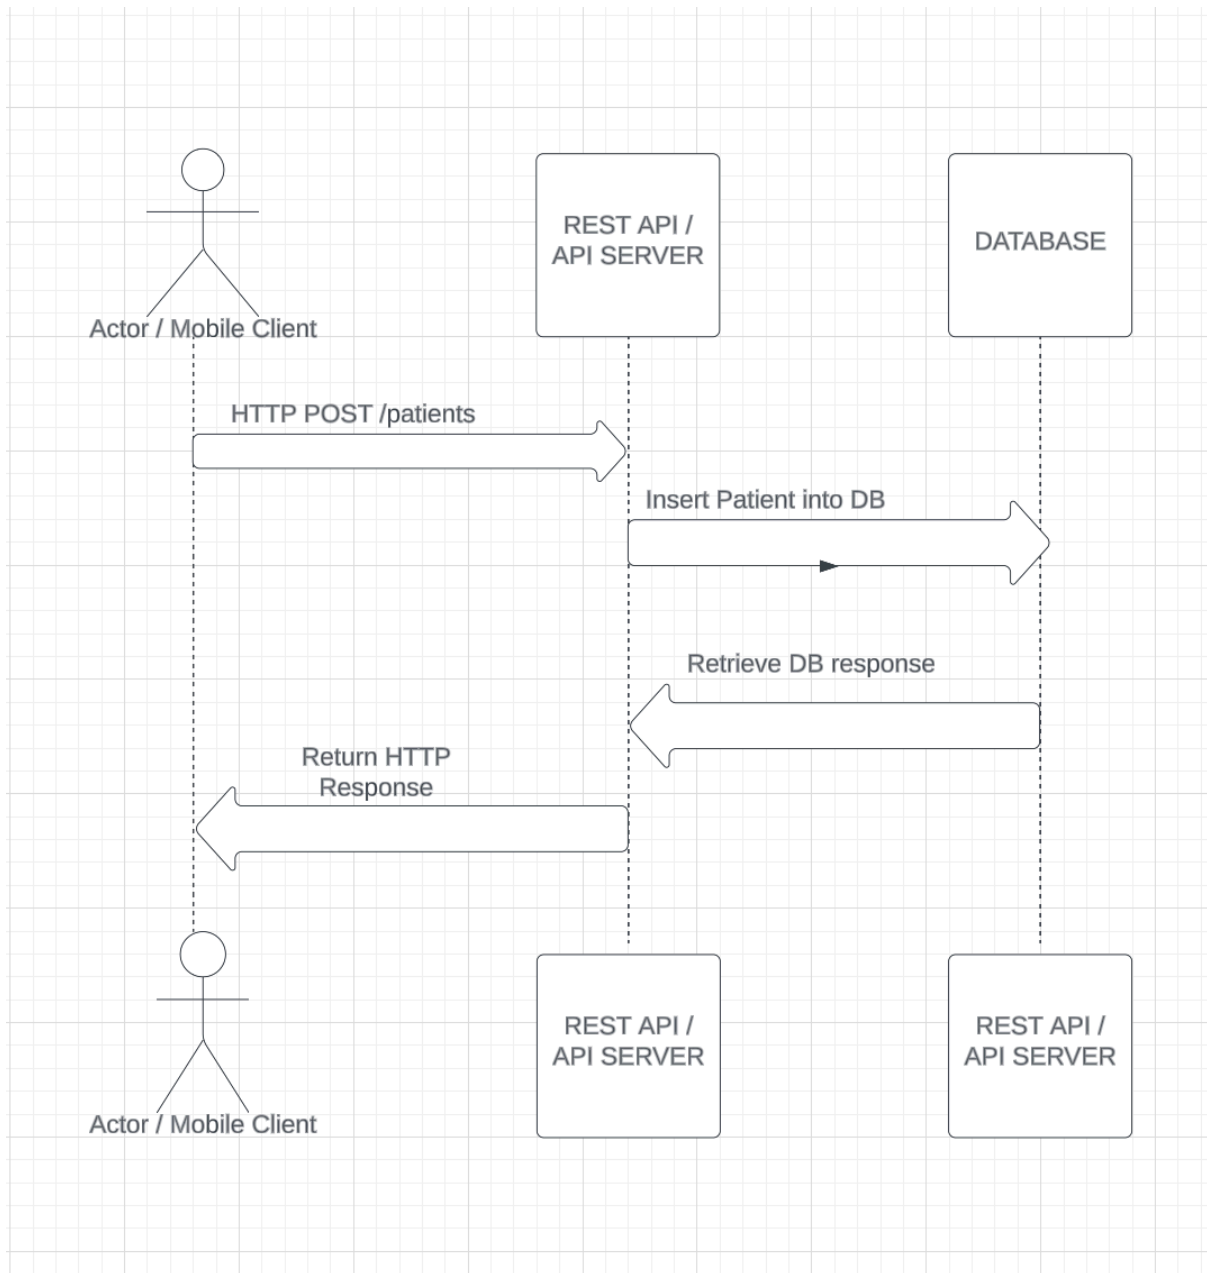 REST API /
API SERVER
DATABASE
Actor / Mobile Client
HTTP POST /patients
Insert Patient into DB
Retrieve DB response
Return HTTP
Response
REST API /
API SERVER
REST API /
API SERVER
Actor / Mobile Client